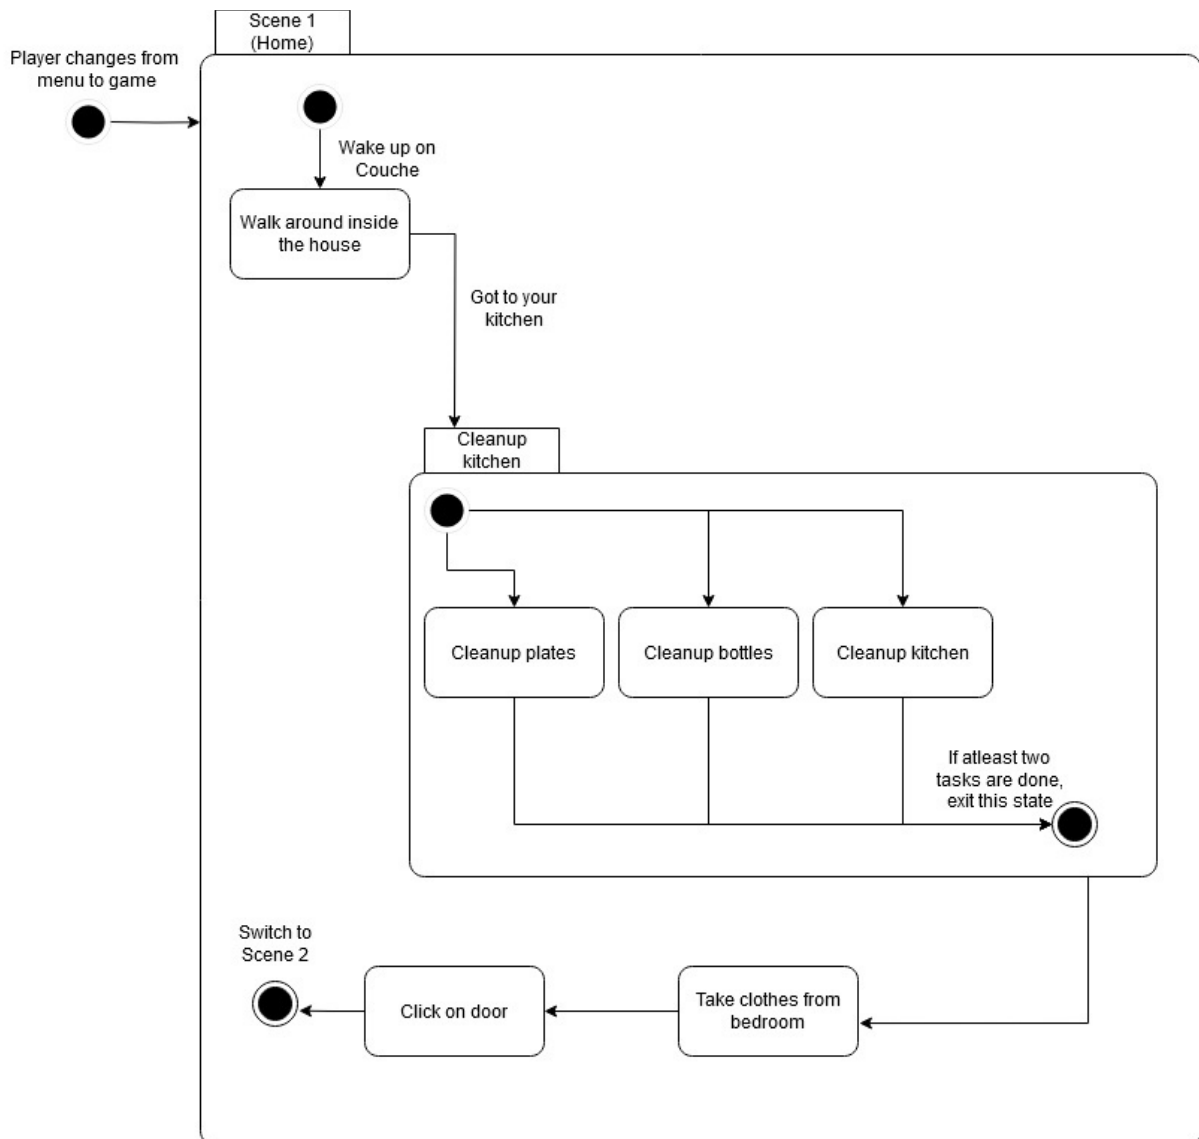 Scene 1
(Home)
Player changes from
menu to game
Wake up on
Couche
Walk around inside
the house
Got to your
kitchen
Cleanup
kitchen
Cleanup plates
Cleanup bottles
Cleanup kitchen
If atleast two
tasks are done,
exit this state
Switch to
Scene 2
Click on door
Take clothes from
bedroom